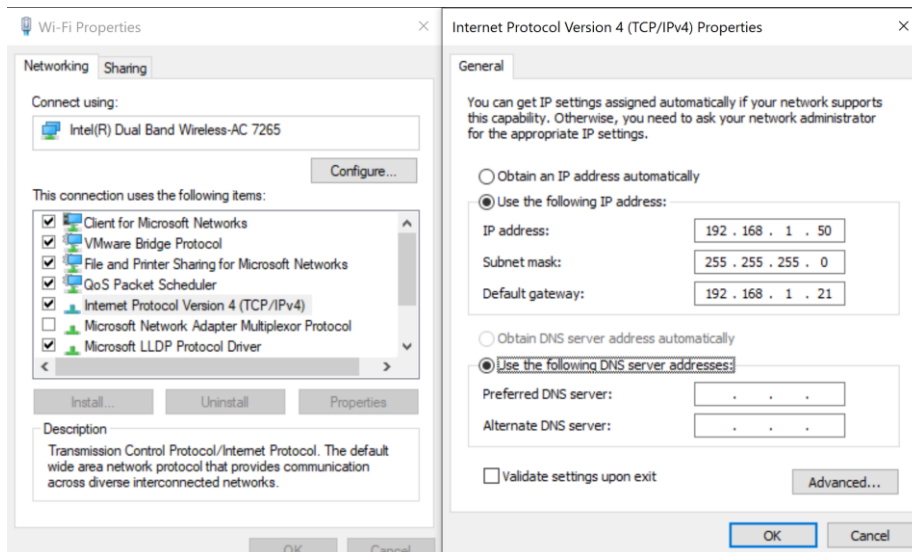 Wi-Fi Properties
Networking
Sharing
Connect using:
Intel(R) Dual Band Wireless-AC 7265
Configure...
This connection uses the following items:
Client for Microsoft Networks
VMware Bridge Protocol
File and Printer Sharing for Microsoft Networks
QoS Packet Scheduler
Internet Protocol Version 4 (TCP/IPv4)
Microsoft Network Adapter Multiplexor Protocol
Microsoft LLDP Protocol Driver
Install...
Uninstall
Properties
Description
Transmission Control Protocol/Internet Protocol. The default
wide area network protocol that provides communication
across diverse interconnected networks.
OK
Cancel
Internet Protocol Version 4 (TCP/IPv4) Properties
General
You can get IP settings assigned automatically if your network supports
this capability. Otherwise, you need to ask your network administrator
for the appropriate IP settings.
Obtain an IP address automatically
Use the following IP address:
IP address: 192 . 168 . 1 . 50
Subnet mask: 255 . 255 . 255 . 0
Default gateway: 192 . 168 . 1 . 21
Obtain DNS server address automatically
Use the following DNS server addresses:
Preferred DNS server: . . .
Alternate DNS server: . . .
Validate settings upon exit
Advanced...
OK
Cancel